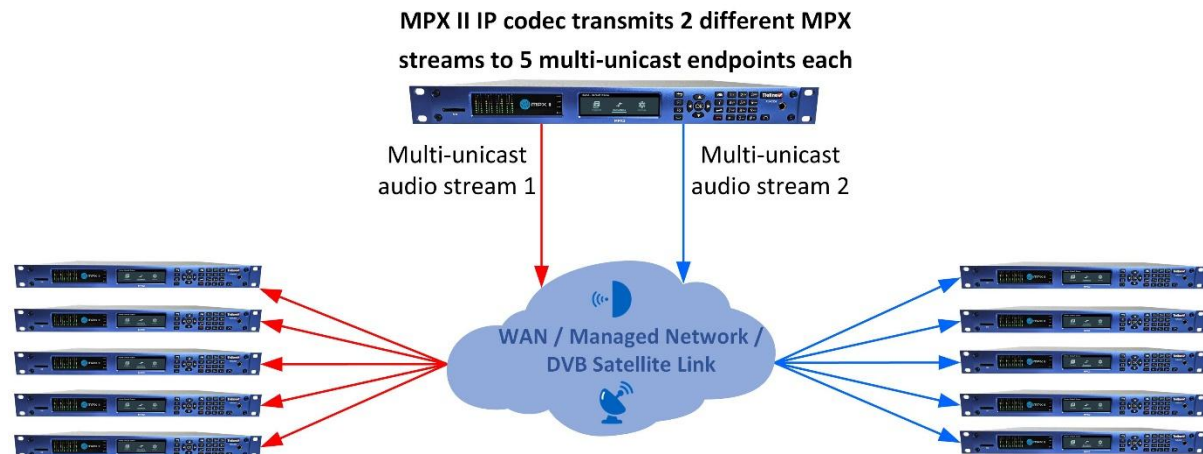 MPX II IP codec transmits 2 different MPX
streams to 5 multi-unicast endpoints each
Multi-unicast
audio stream 1
Multi-unicast
audio stream 2
WAN / Managed Network /
DVB Satellite Link